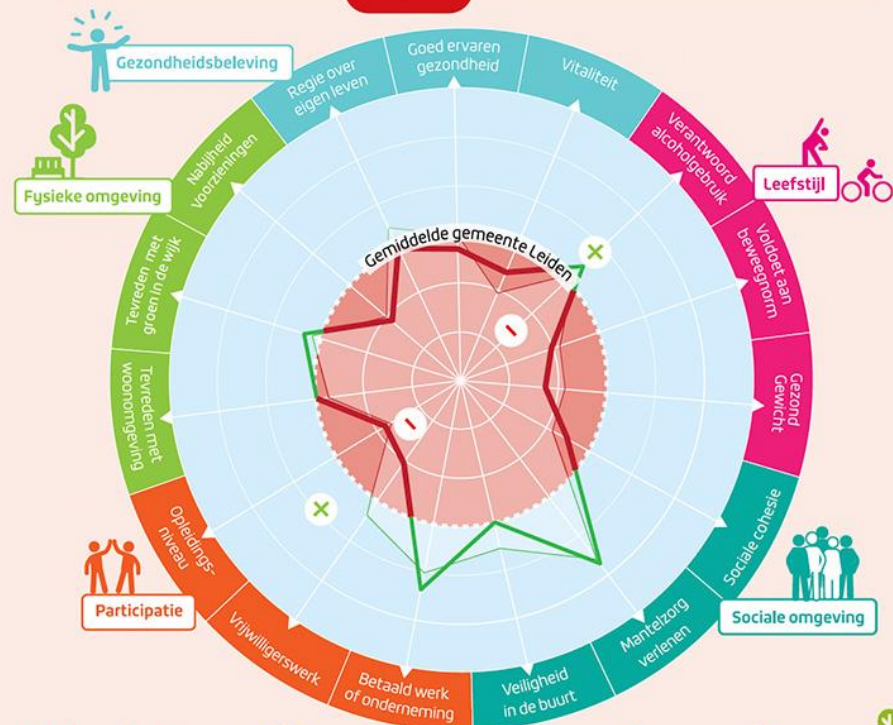 Gezondheidsbeleving
Regie over
eigen leven
Goed ervaren
gezondheid
Vitaliteit
Verantwoord
alcoholgebruik
Leefstijl
Voldoet aan
beweegnorm
Gezond
Gewicht
Sociale cohesie
Sociale omgeving
Mantelzorg
verlenen
Veiligheid
in de buurt
Betaald werk
of onderneming
Vrijwilligerswerk
Participatie
Opleidings-
niveau
Tevreden met
woonomgeving
Tevreden met
groen in de wijk
Fysieke omgeving
Nabijheid
voorzieningen
Gemiddelde gemeente Leiden